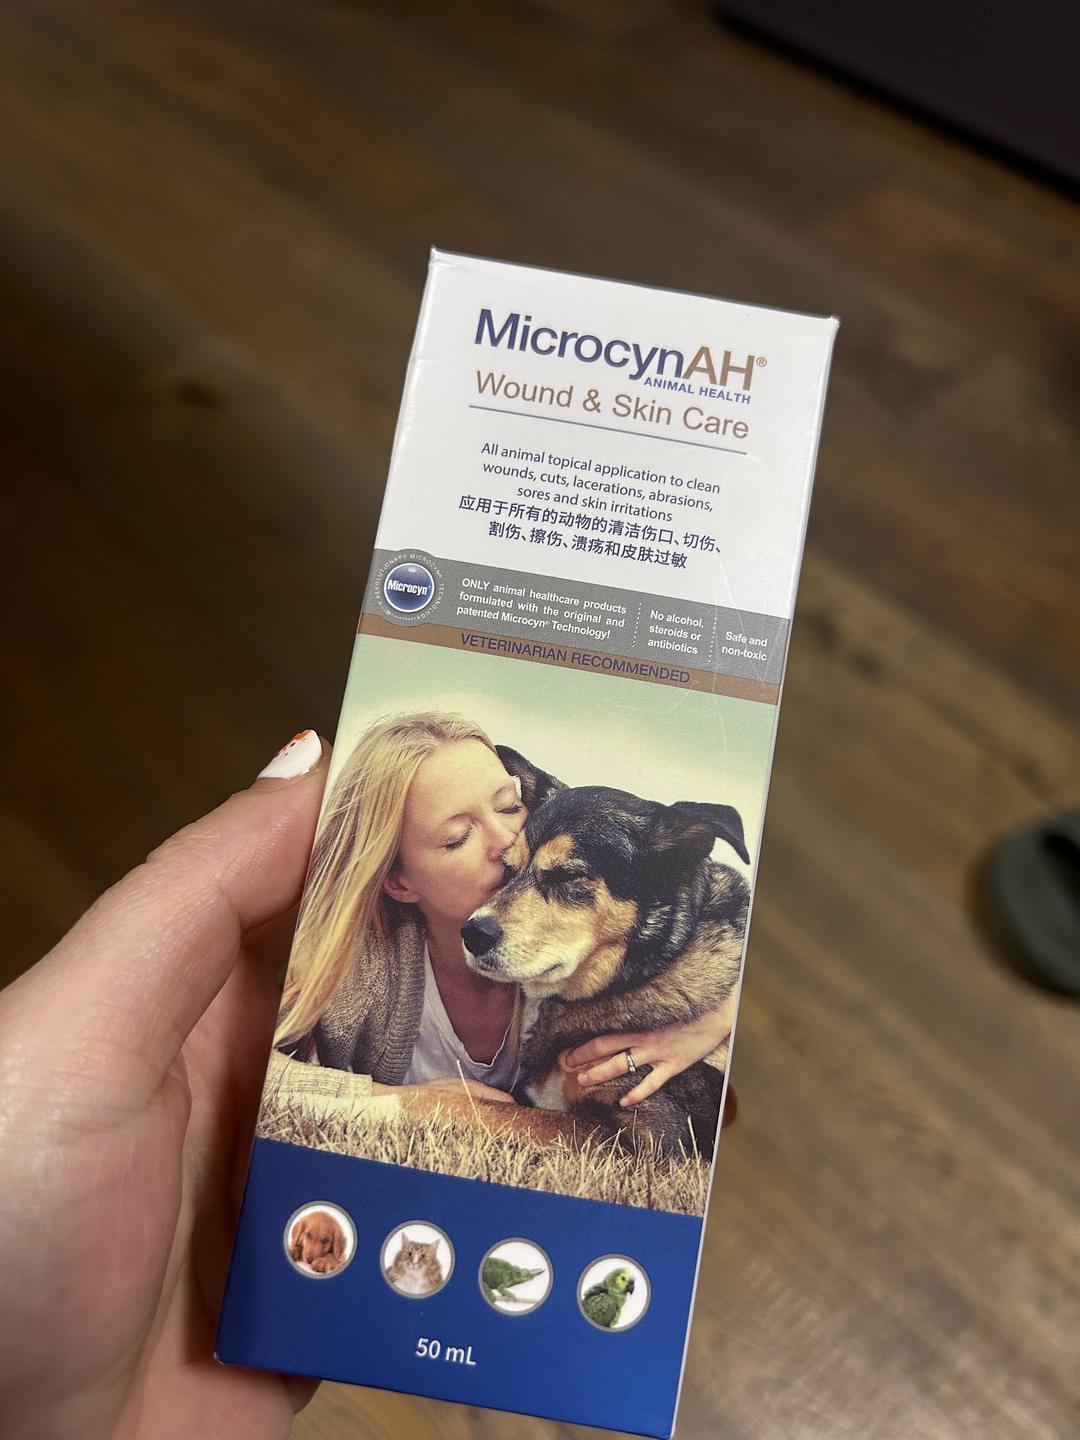 MicrocynAH®
ANIMAL HEALTH
Wound & Skin Care
All animal topical application to clean
wounds, cuts, lacerations, abrasions,
sores and skin irritations
应用于所有的动物的清洁伤口、切伤、
割伤、擦伤、溃疡和皮肤过敏
Microcyn
ONLY animal healthcare products
formulated with the original and
patented Microcyn® Technology!
No alcohol,
steroids or
antibiotics
Safe and
non-toxic
VETERINARIAN RECOMMENDED
50 mL